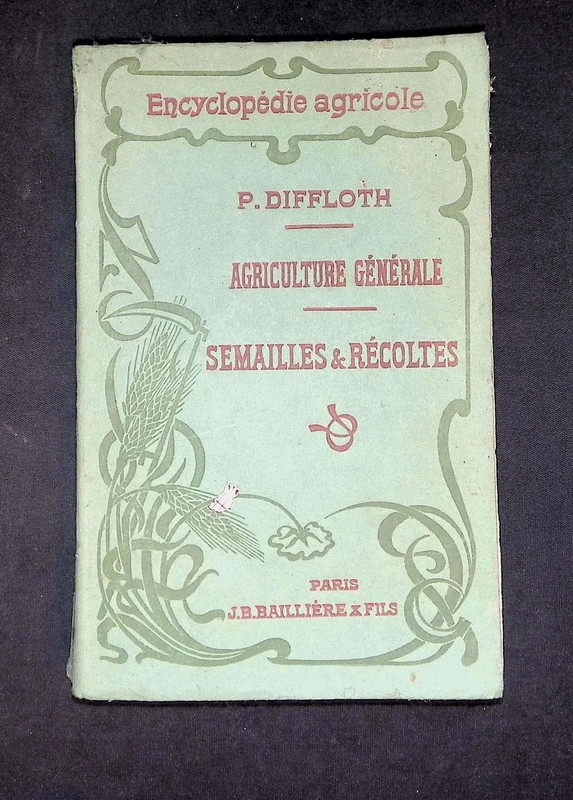 Encyclopédie agricole
P. DIFFLOTH
AGRICULTURE GÉNÉRALE
SEMAILLES & RÉCOLTES
PARIS
J.B. BAILLIÈRE & FILS